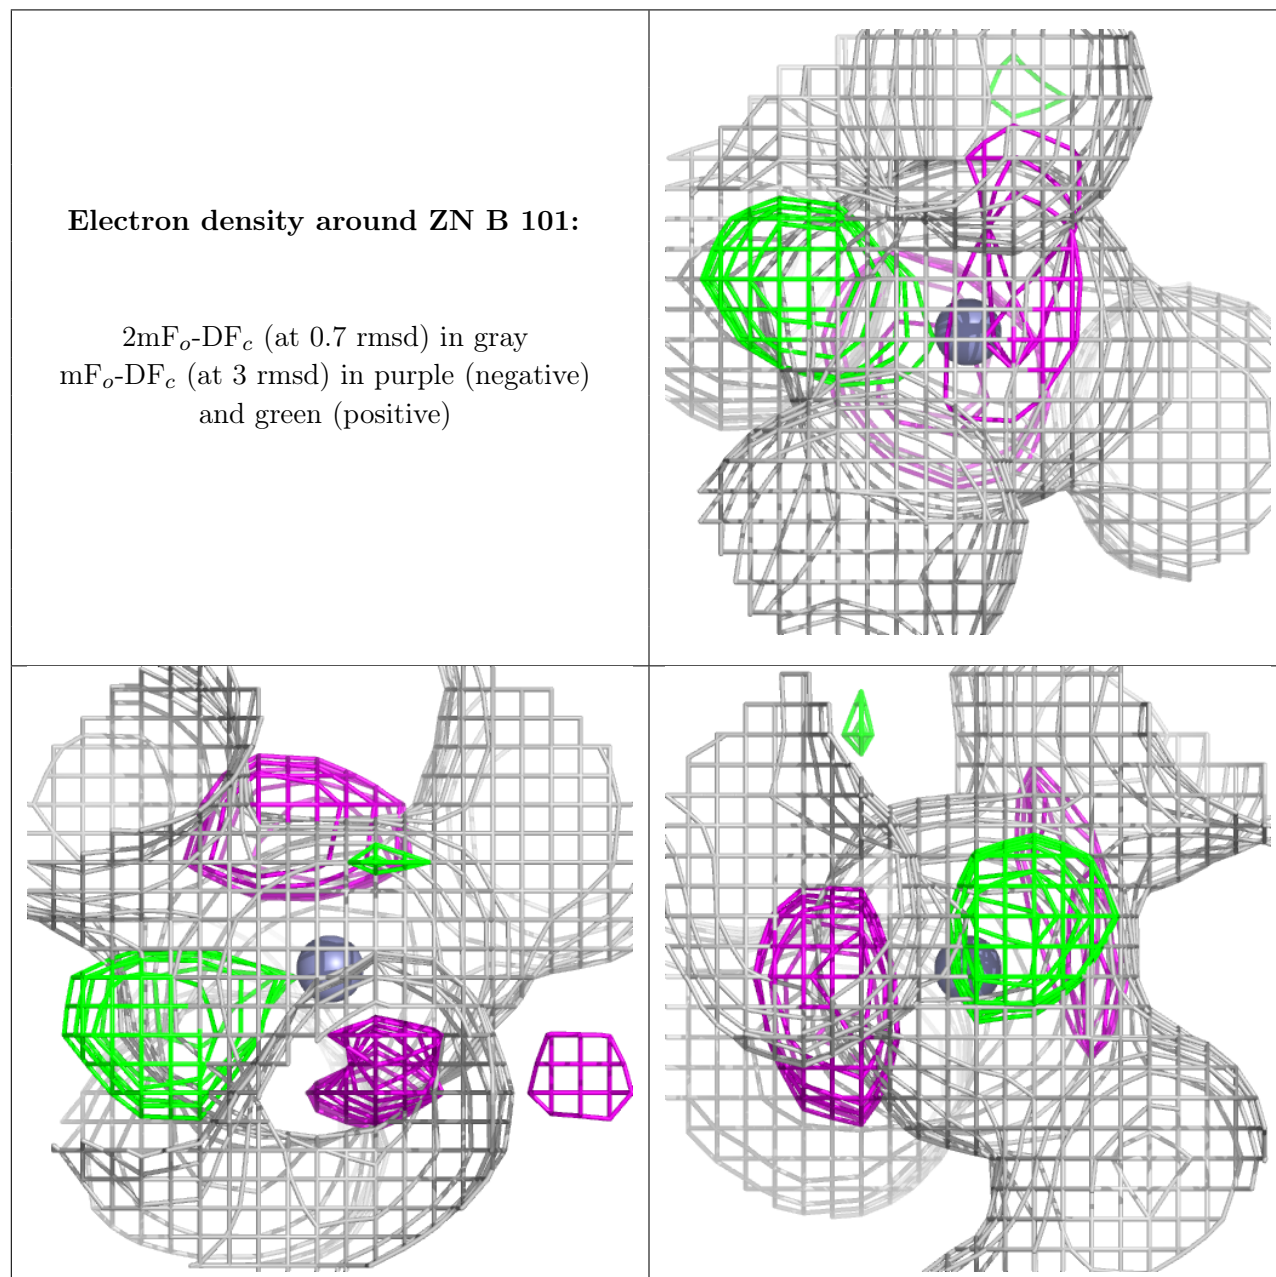 Electron density around ZN B 101:
2mFo-DFc (at 0.7 rmsd) in gray
mFo-DFc (at 3 rmsd) in purple (negative)
and green (positive)